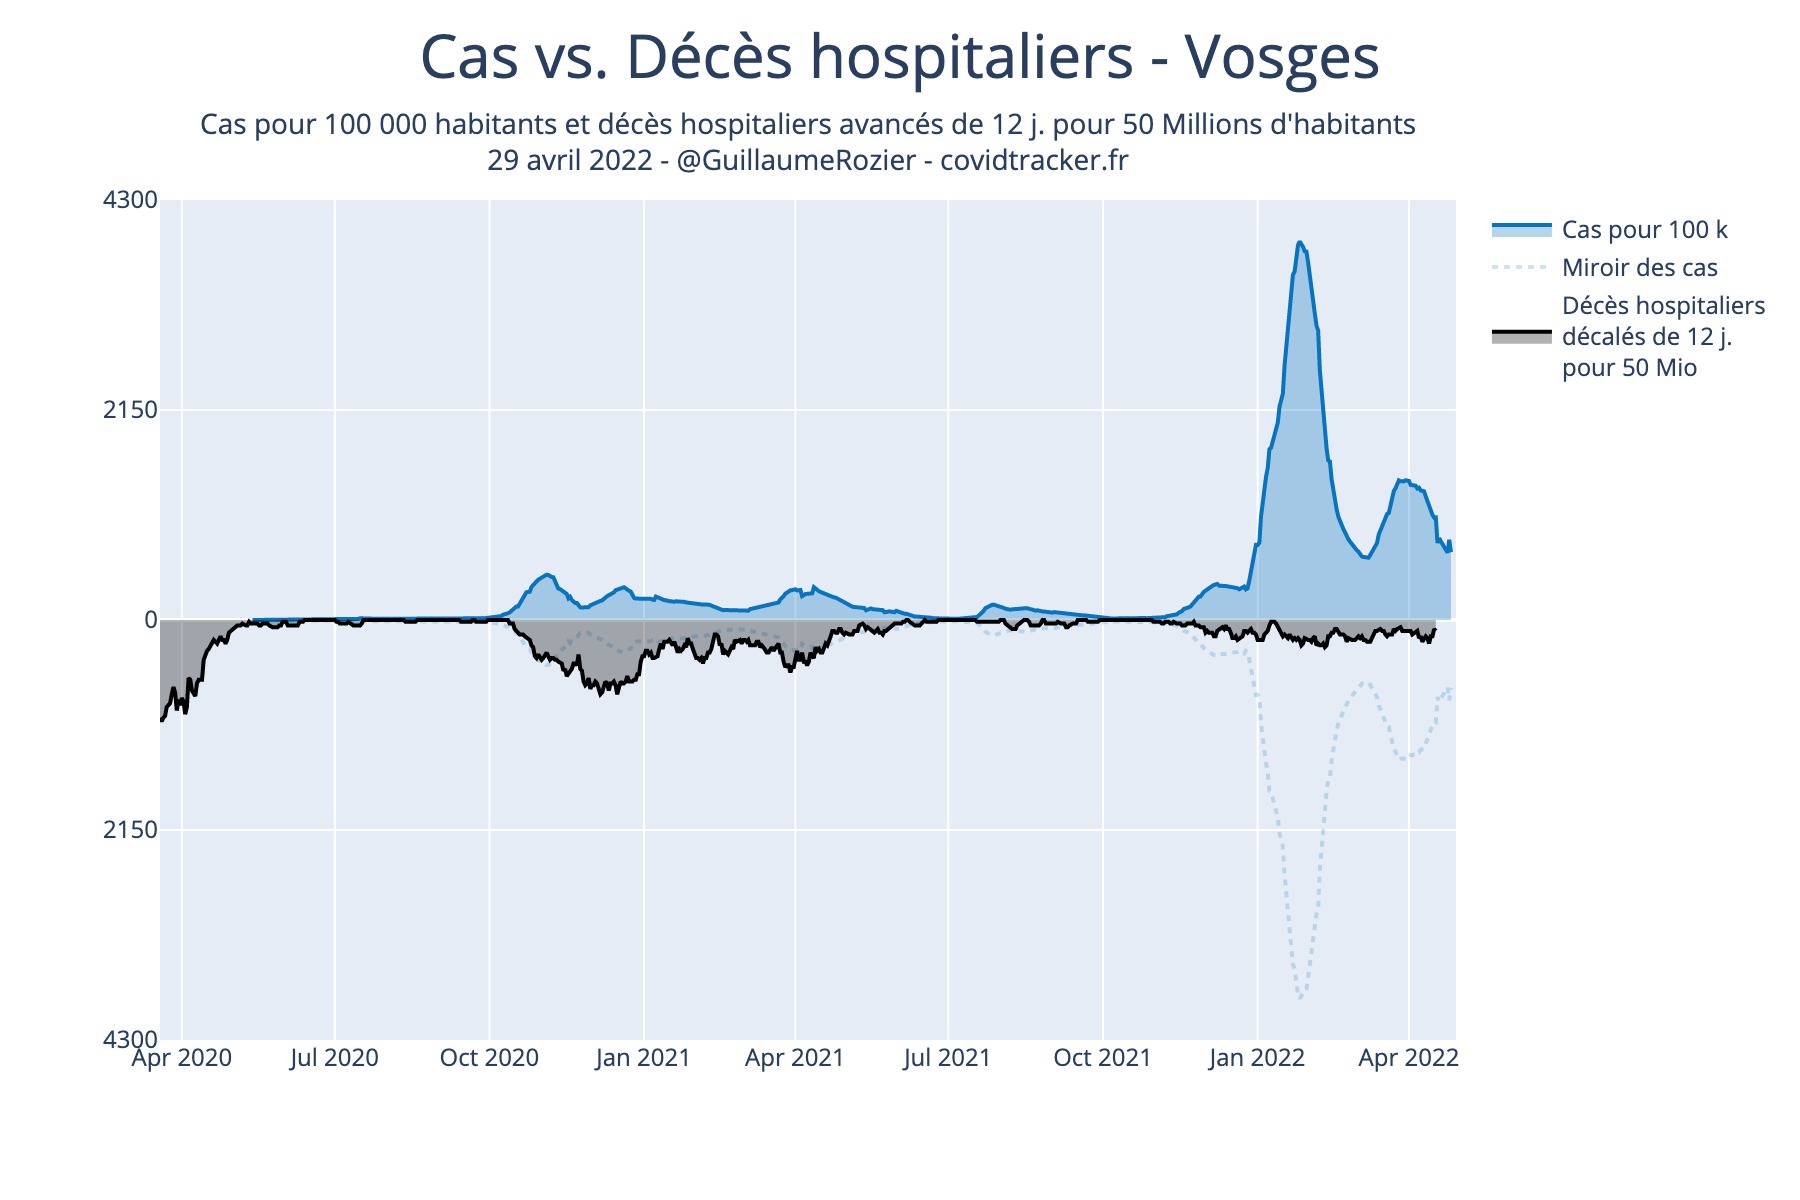 Cas vs. Décès hospitaliers - Vosges
Cas pour 100 000 habitants et décès hospitaliers avancés de 12 j. pour 50 Millions d'habitants
29 avril 2022 - @GuillaumeRozier - covidtracker.fr
4300
2150
0
2150
4300
Apr 2020
Jul 2020
Oct 2020
Jan 2021
Apr 2021
Jul 2021
Oct 2021
Jan 2022
Apr 2022
Cas pour 100 k
Miroir des cas
Décès hospitaliers
décalés de 12 j.
pour 50 Mio